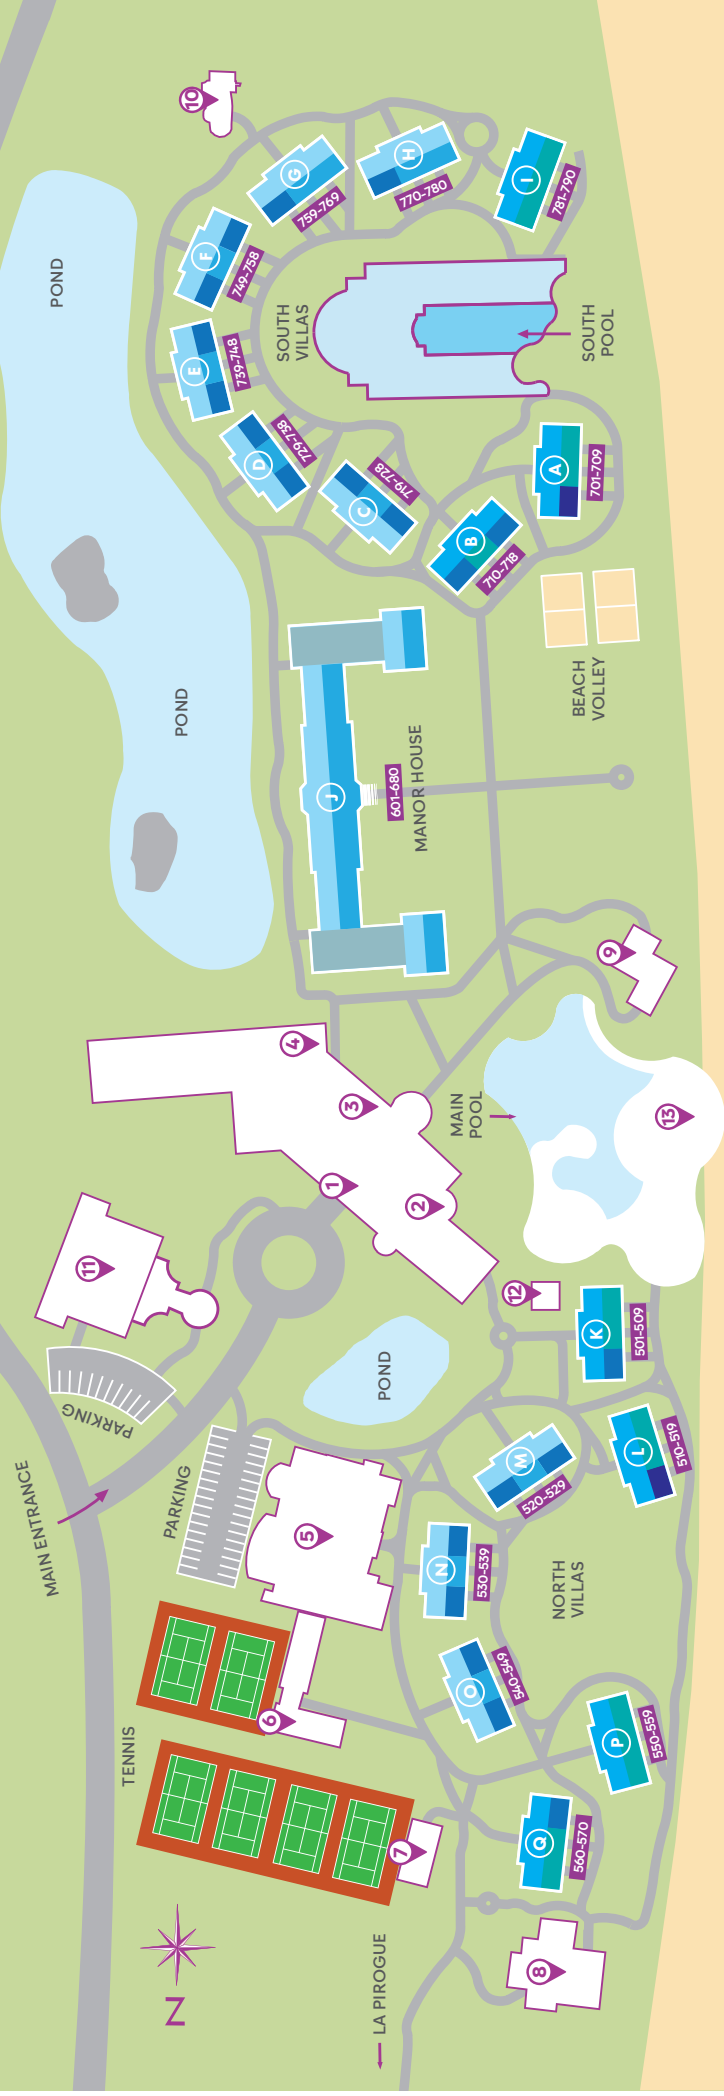 10
G
759-769
H
770-780
I
781-790
F
749-758
POND
SOUTH
VILLAS
SOUTH
POOL
E
739-748
D
729-738
C
719-728
A
701-709
B
710-718
BEACH
VOLLEY
POND
J
601-680
MANOR HOUSE
9
4
3
MAIN
POOL
13
1
2
11
12
K
501-509
POND
PARKING
L
510-519
M
520-529
MAIN ENTRANCE
PARKING
5
N
530-539
NORTH
VILLAS
O
540-549
6
P
550-559
TENNIS
7
Q
560-570
8
N
LA PIROGUE